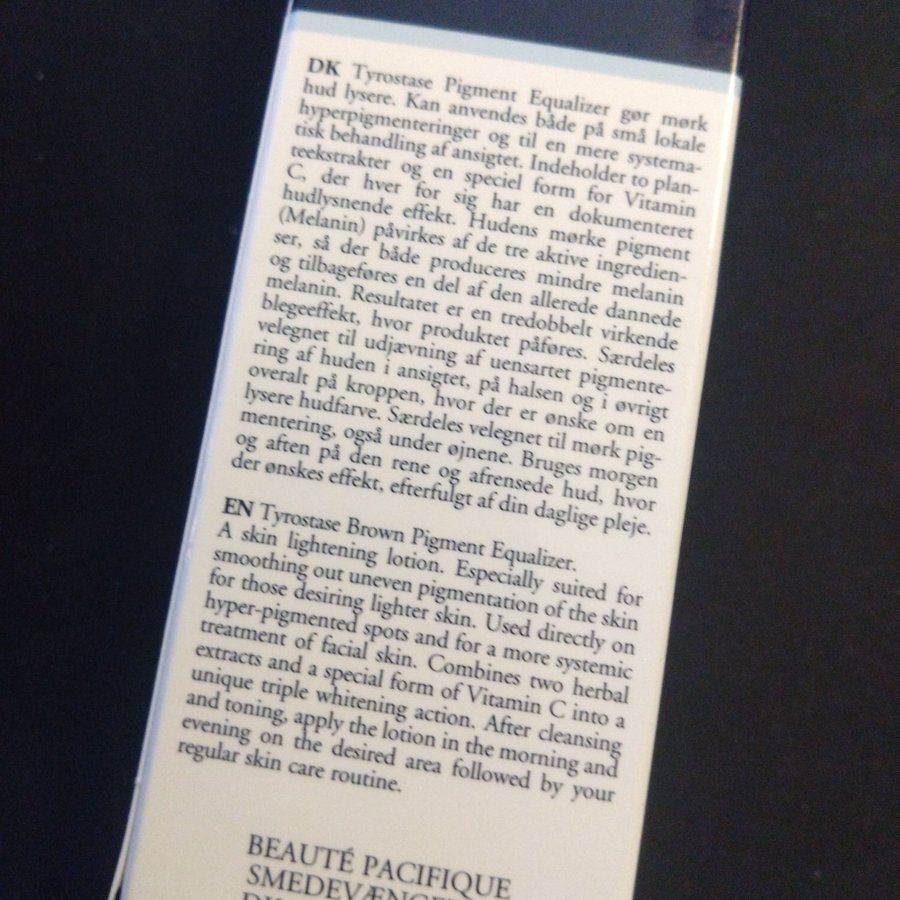 DK Tyrostase Pigment Equalizer gør mørk
hud lysere. Kan anvendes både på små lokale
hyperpigmenteringer og til en mere systema-
tisk behandling af ansigtet. Indeholder to plan-
teekstrakter og en speciel form for Vitamin
C, der hver for sig har en dokumenteret
hudlysnende effekt. Hudens mørke pigment
(Melanin) påvirkes af de tre aktive ingredien-
ser, så der både produceres mindre melanin
og tilbageføres en del af den allerede dannede
melanin. Resultatet er en tredobbelt virkende
blegeeffekt, hvor produktet påføres. Særdeles
velegnet til udjævning af uensartet pigmente-
ring af huden i ansigtet, på halsen og i øvrigt
overalt på kroppen, hvor der er ønske om en
lysere hudfarve. Særdeles velegnet til mørk pig-
mentering, også under øjnene. Bruges morgen
og aften på den rene og afrensede hud, hvor
der ønskes effekt, efterfulgt af din daglige pleje.
EN Tyrostase Brown Pigment Equalizer.
A skin lightening lotion. Especially suited for
smoothing out uneven pigmentation of the skin
for those desiring lighter skin. Used directly on
hyper-pigmented spots and for a more systemic
treatment of facial skin. Combines two herbal
extracts and a special form of Vitamin C into a
unique triple whitening action. After cleansing
and toning, apply the lotion in the morning and
evening on the desired area followed by your
regular skin care routine.
BEAUTÉ PACIFIQUE